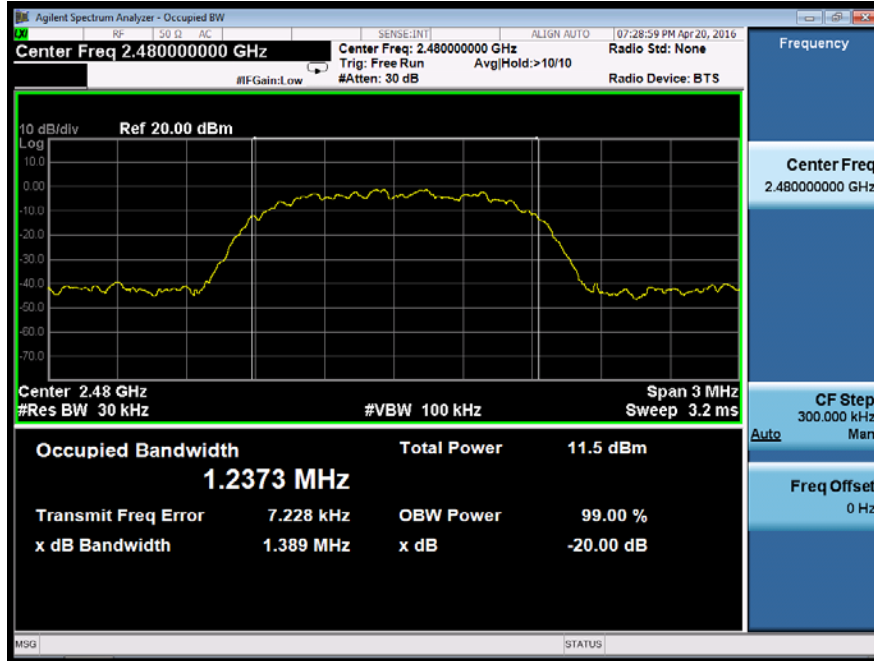 Agilent Spectrum Analyzer - Occupied BW
RF 50 Ω AC SENSE:INT ALIGN AUTO 07:28:59 PM Apr 20, 2016
Center Freq 2.480000000 GHz
Center Freq: 2.480000000 GHz
Radio Std: None
Trig: Free Run Avg|Hold:>10/10
#IFGain:Low
#Atten: 30 dB
Radio Device: BTS
Frequency
10 dB/div Ref 20.00 dBm
Log
10.0
0.00
-10.0
-20.0
-30.0
-40.0
-50.0
-60.0
-70.0
Center Freq
2.480000000 GHz
Center 2.48 GHz Span 3 MHz
#Res BW 30 kHz #VBW 100 kHz Sweep 3.2 ms
CF Step
300.000 kHz
Auto Man
Occupied Bandwidth Total Power 11.5 dBm
1.2373 MHz
Transmit Freq Error 7.228 kHz OBW Power 99.00 %
x dB Bandwidth 1.389 MHz x dB -20.00 dB
Freq Offset
0 Hz
MSG STATUS